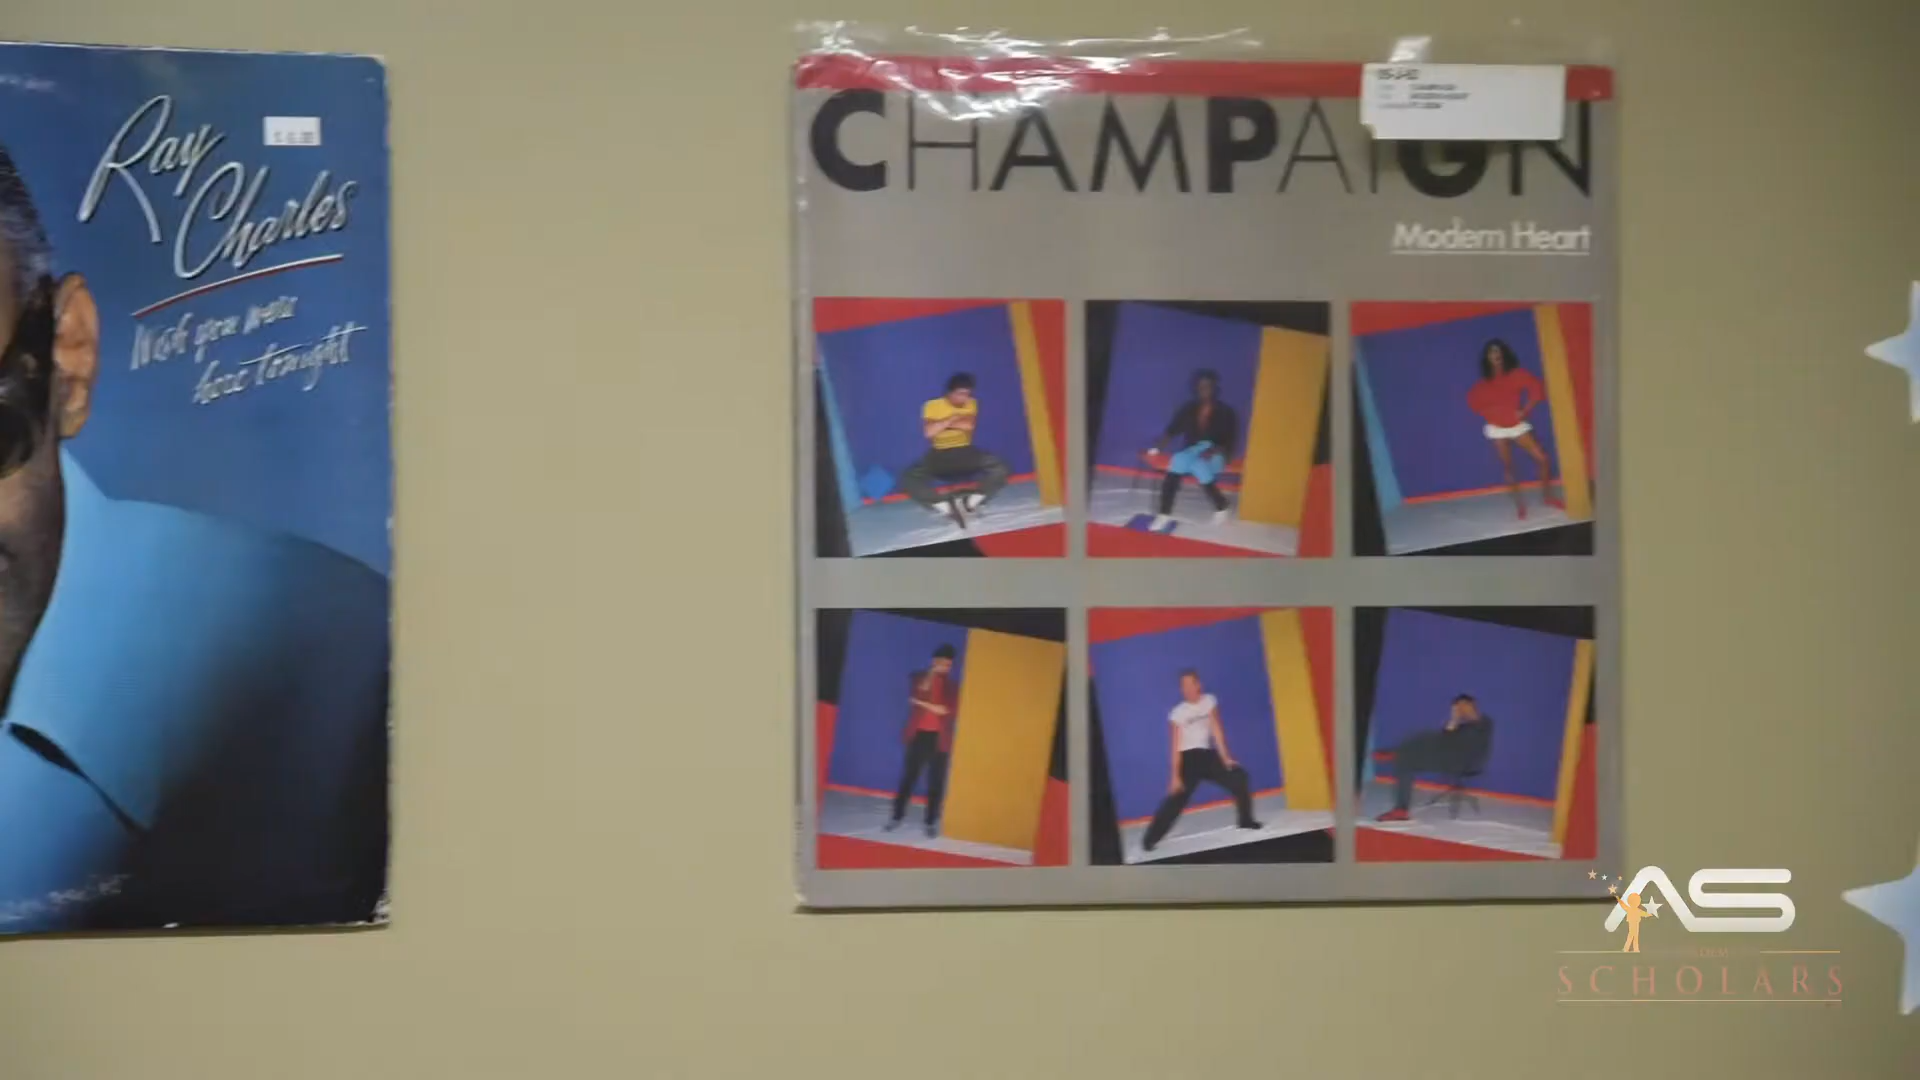 Ray
Charles
Wish you were
here tonight
CHAMPAIGN
Modern Heart
AS
SCHOLARS